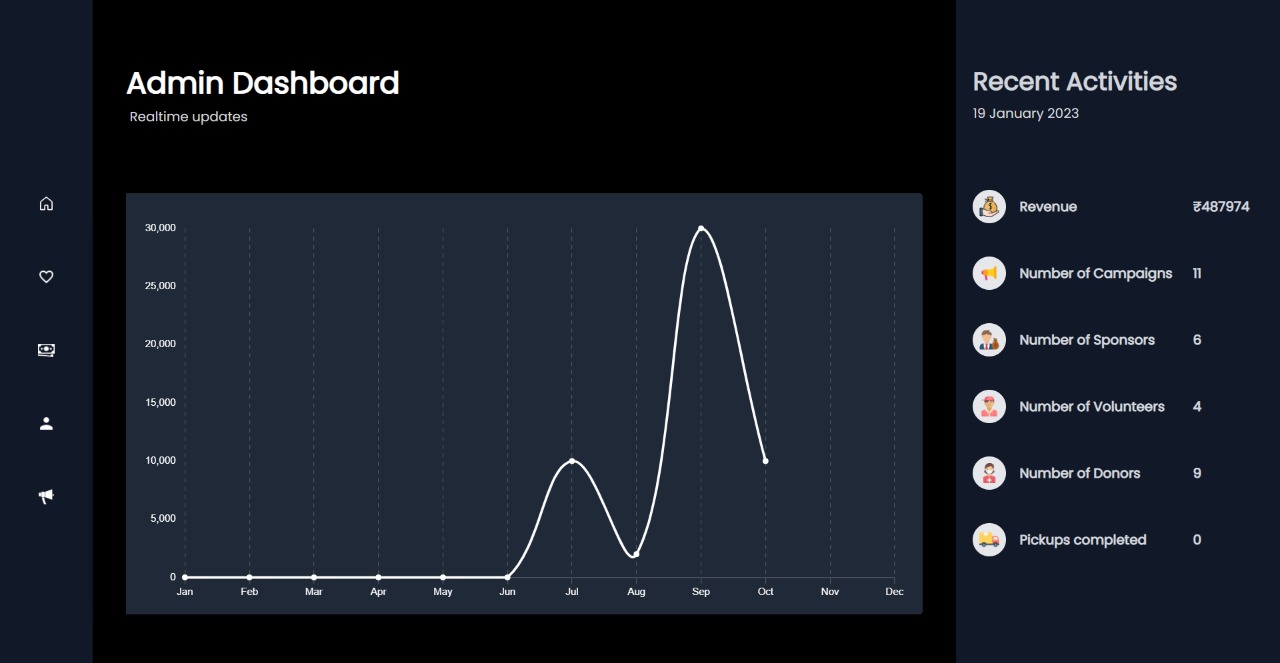 Admin Dashboard
Realtime updates
30,000
25,000
20,000
15,000
10,000
5,000
0
Jan Feb Mar Apr May Jun Jul Aug Sep Oct Nov Dec
Recent Activities
19 January 2023
Revenue ₹487974
Number of Campaigns 11
Number of Sponsors 6
Number of Volunteers 4
Number of Donors 9
Pickups completed 0